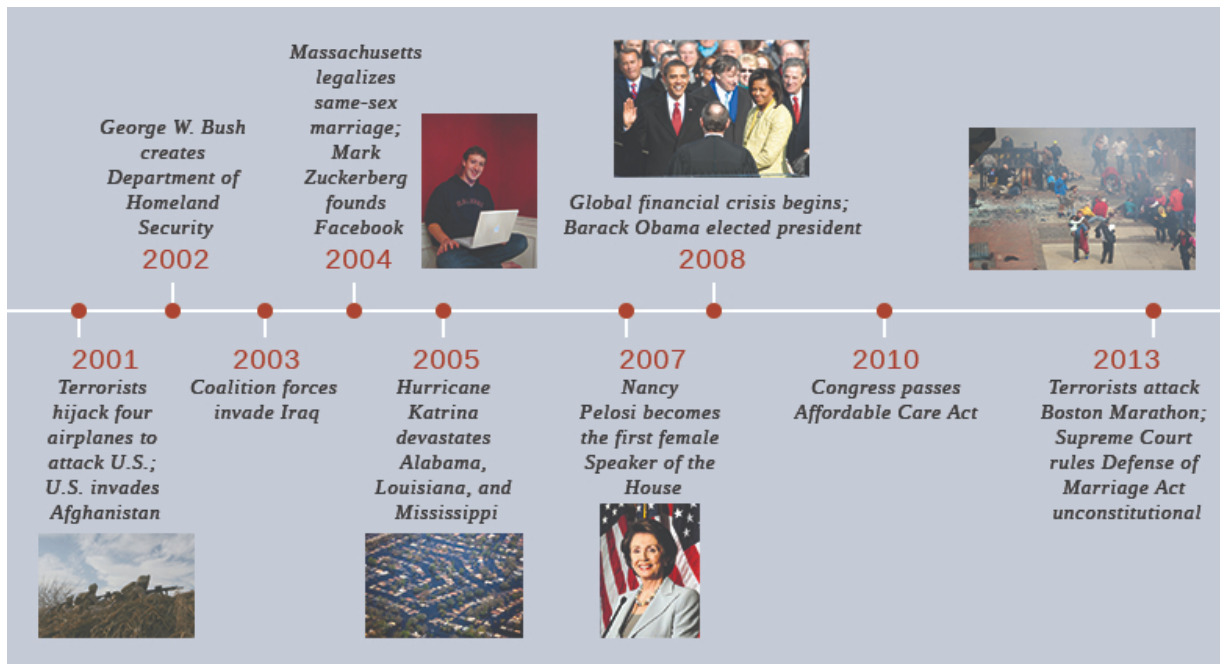 George W. Bush
creates
Department of
Homeland
Security
2002
Massachusetts
legalizes
same-sex
marriage;
Mark
Zuckerberg
founds
Facebook
2004
Global financial crisis begins;
Barack Obama elected president
2008
2001
Terrorists
hijack four
airplanes to
attack U.S.;
U.S. invades
Afghanistan
2003
Coalition forces
invade Iraq
2005
Hurricane
Katrina
devastates
Alabama,
Louisiana, and
Mississippi
2007
Nancy
Pelosi becomes
the first female
Speaker of the
House
2010
Congress passes
Affordable Care Act
2013
Terrorists attack
Boston Marathon;
Supreme Court
rules Defense of
Marriage Act
unconstitutional